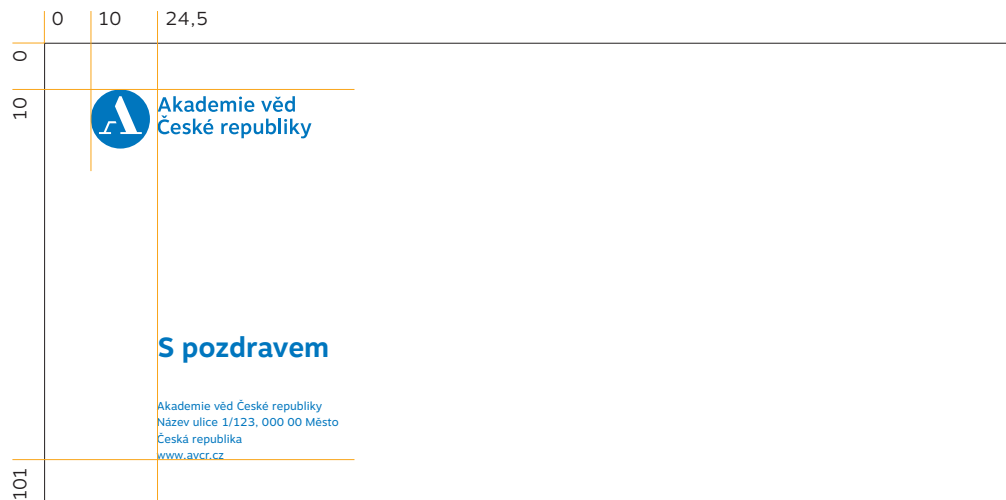 0 10 24,5
0
10
Akademie věd
České republiky
S pozdravem
Akademie věd České republiky
Název ulice 1/123, 000 00 Město
Česká republika
www.avcr.cz
101